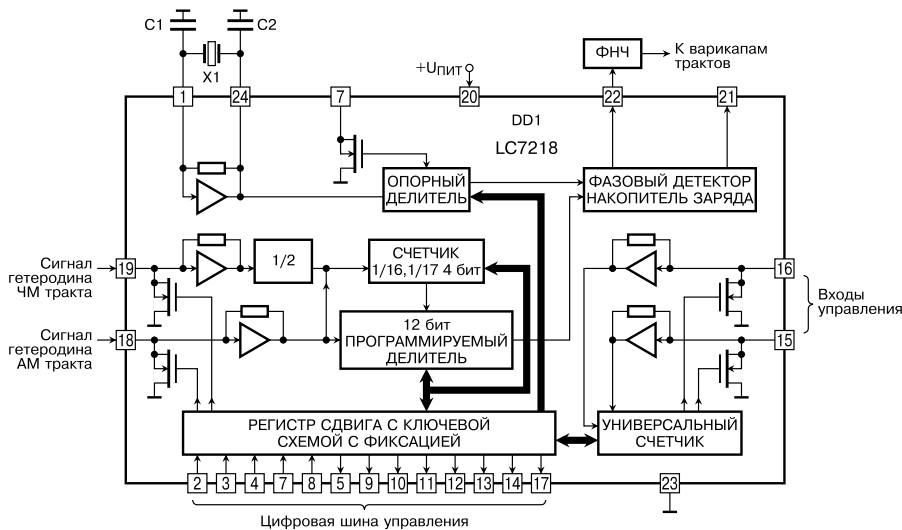 C1
C2
X1
+UПИТ
ФНЧ
К варикапам
трактов
1
24
7
20
22
21
DD1
LC7218
ОПОРНЫЙ
ДЕЛИТЕЛЬ
ФАЗОВЫЙ ДЕТЕКТОР
НАКОПИТЕЛЬ ЗАРЯДА
Сигнал
гетеродина
ЧМ тракта
19
1/2
СЧЕТЧИК
1/16,1/17 4 бит
16
Входы
управления
Сигнал
гетеродина
АМ тракта
18
12 бит
ПРОГРАММИРУЕМЫЙ
ДЕЛИТЕЛЬ
15
РЕГИСТР СДВИГА С КЛЮЧЕВОЙ
СХЕМОЙ С ФИКСАЦИЕЙ
УНИВЕРСАЛЬНЫЙ
СЧЕТЧИК
2 3 4 7 8 5 9 10 11 12 13 14 17
23
Цифровая шина управления